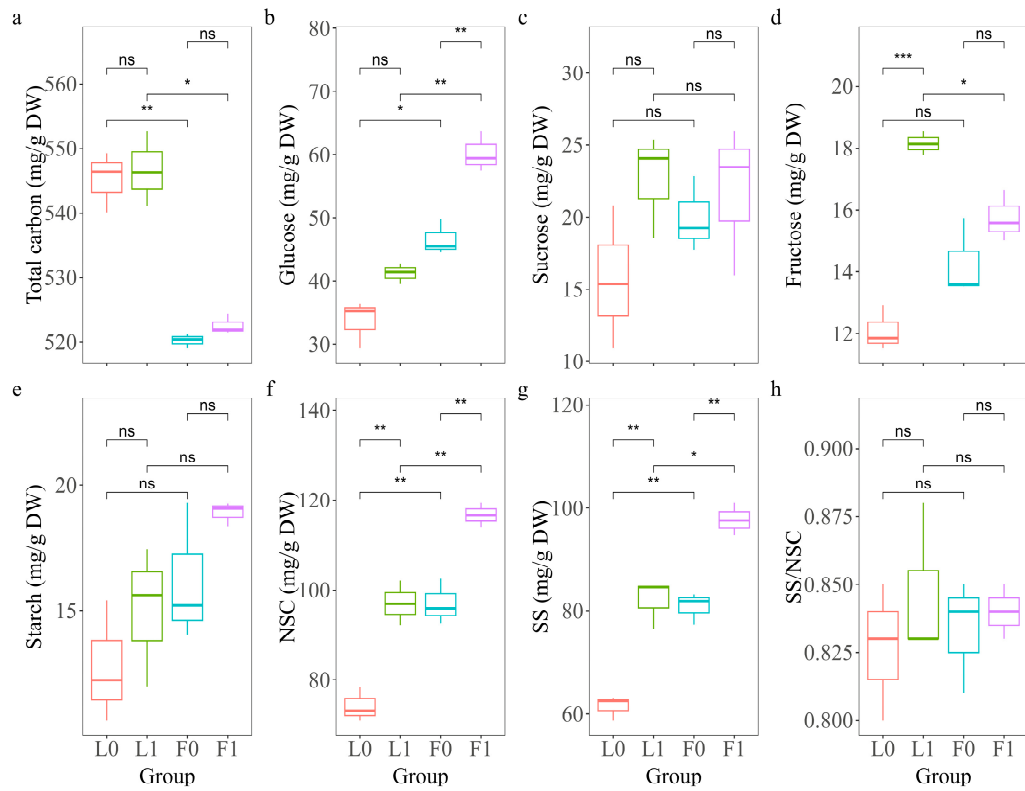 a
b
c
d
Total carbon (mg/g DW)
560
550
540
530
520
ns
ns
*
**
Glucose (mg/g DW)
80
70
60
50
40
30
**
ns
**
*
Sucrose (mg/g DW)
30
25
20
15
10
ns
ns
ns
ns
Fructose (mg/g DW)
20
18
16
14
12
ns
***
*
ns
e
f
g
h
Starch (mg/g DW)
20
15
ns
ns
ns
ns
L0 L1 F0 F1
Group
NSC (mg/g DW)
140
120
100
80
**
**
**
**
L0 L1 F0 F1
Group
SS (mg/g DW)
120
100
80
60
**
**
*
**
L0 L1 F0 F1
Group
SS/NSC
0.900
0.875
0.850
0.825
0.800
ns
ns
ns
ns
L0 L1 F0 F1
Group